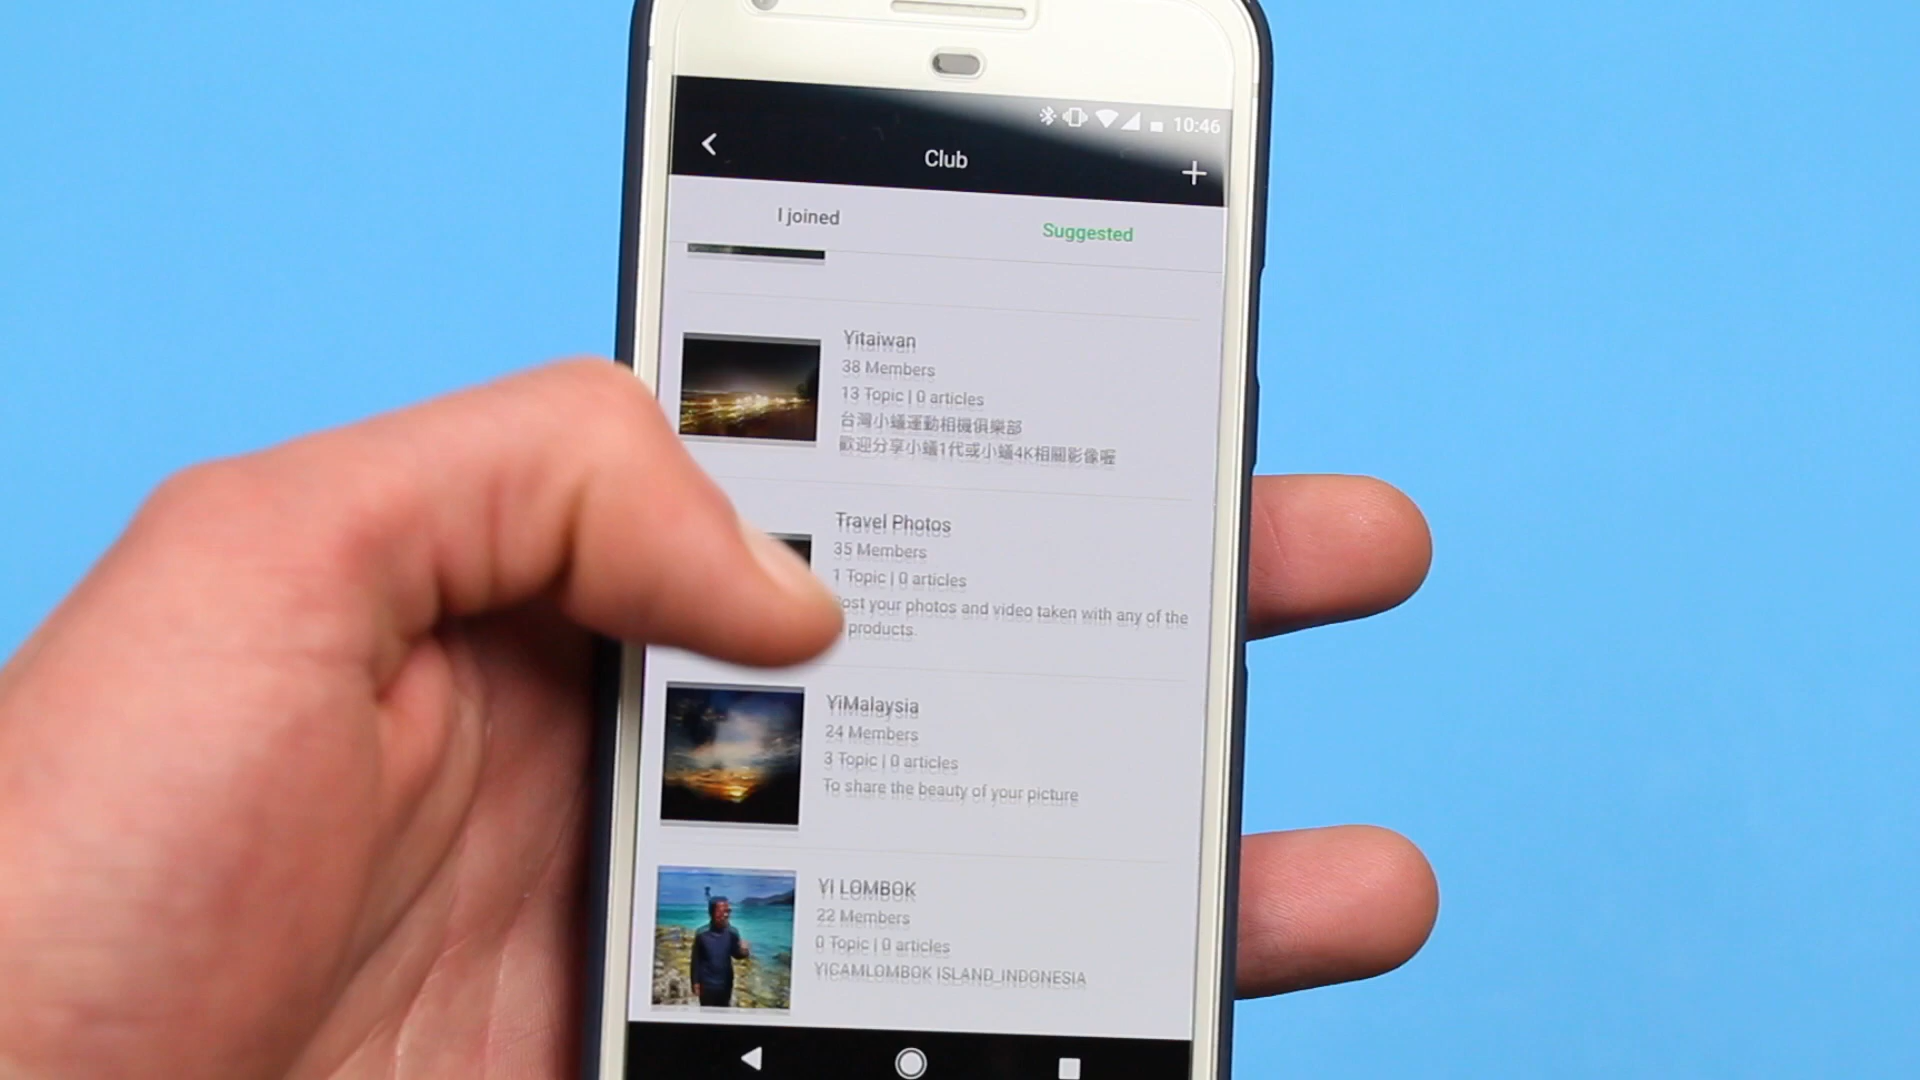 10:46
Club
I joined
Suggested
Yitaiwan
38 Members
13 Topic | 0 articles
台灣小蟻運動相機俱樂部
歡迎分享小蟻1代或小蟻4K相關影像喔
Travel Photos
35 Members
1 Topic | 0 articles
ost your photos and video taken with any of the
products.
YiMalaysia
24 Members
3 Topic | 0 articles
To share the beauty of your picture
YI LOMBOK
22 Members
0 Topic | 0 articles
YICAMLOMBOK ISLAND_INDONESIA